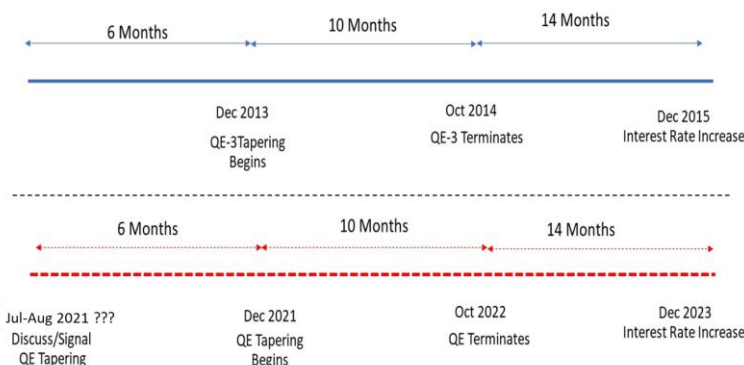 6 Months
10 Months
14 Months
Dec 2013
QE-3Tapering
Begins
Oct 2014
QE-3 Terminates
Dec 2015
Interest Rate Increase
6 Months
10 Months
14 Months
Jul-Aug 2021 ???
Discuss/Signal
QE Tapering
Dec 2021
QE Tapering
Begins
Oct 2022
QE Terminates
Dec 2023
Interest Rate Increase